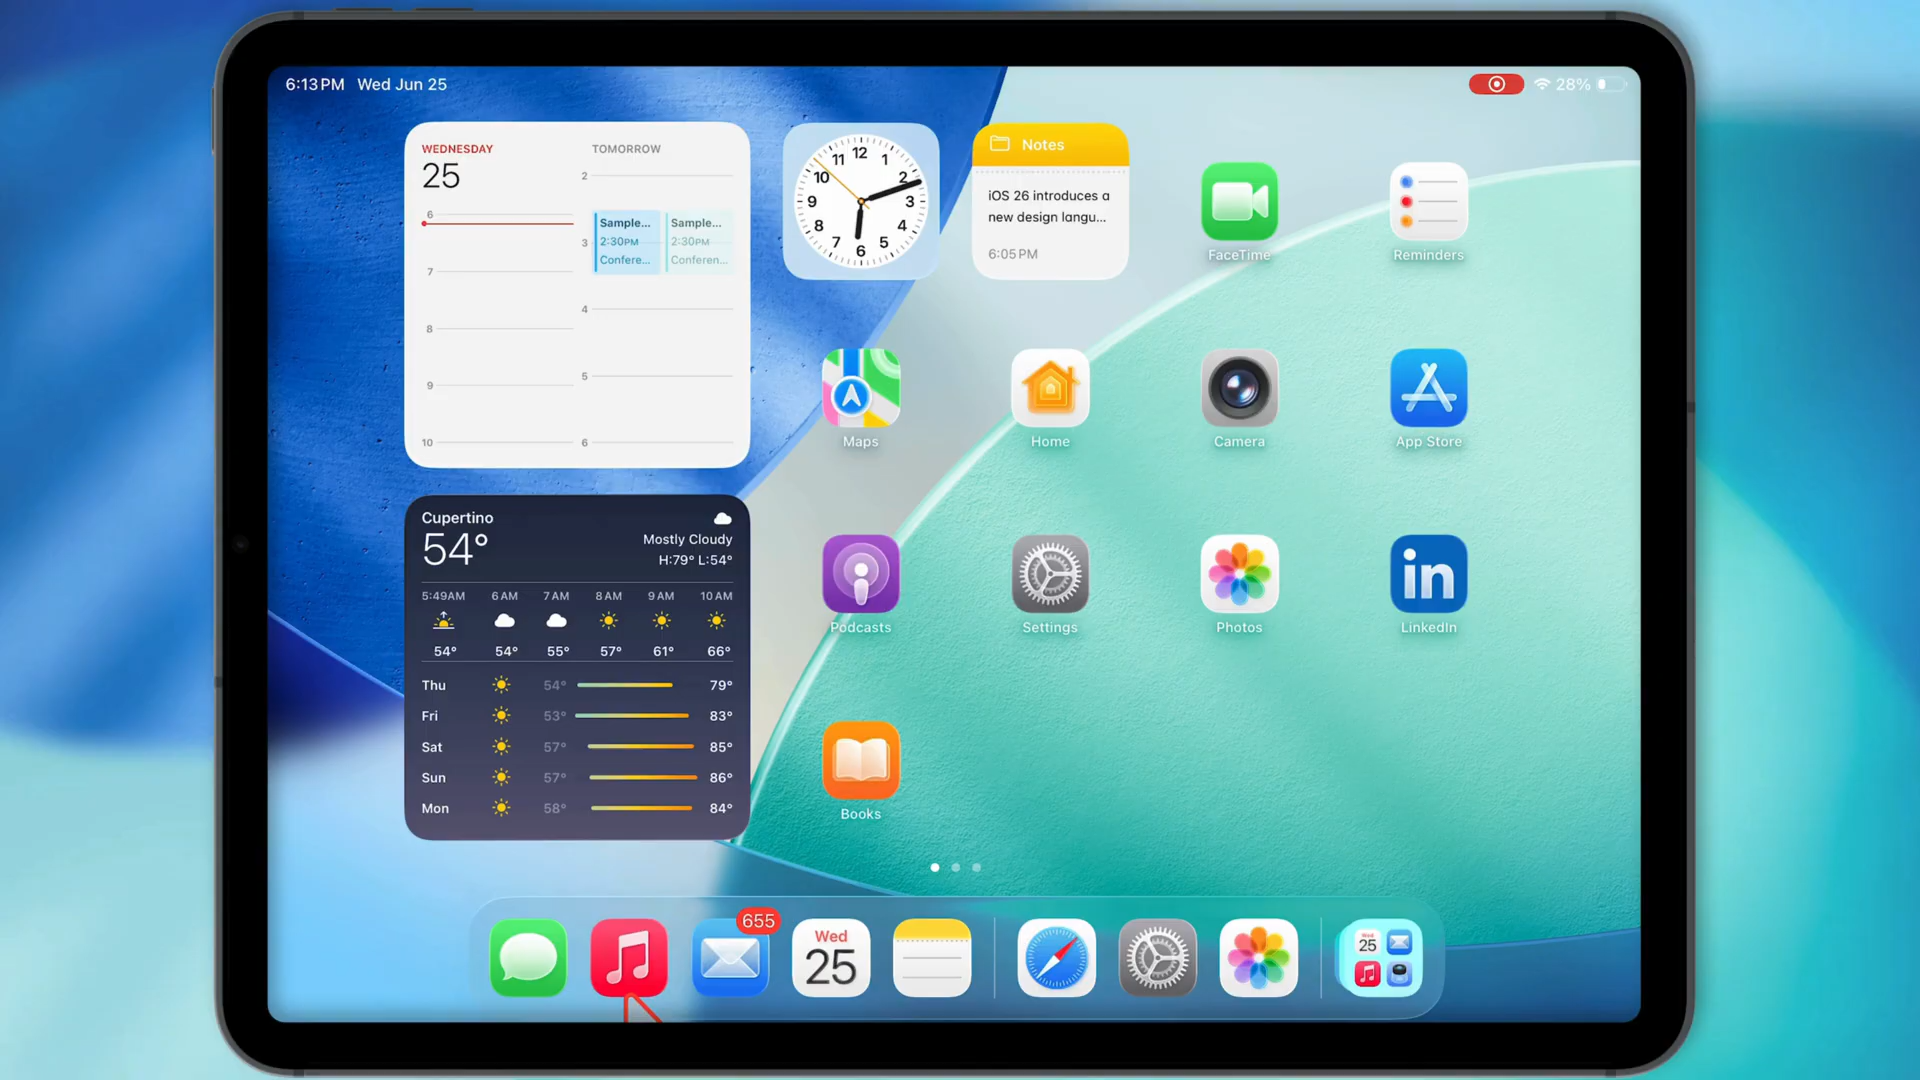 6:13 PM Wed Jun 25
28%
WEDNESDAY
25
TOMORROW
2
6
Sample...
2:30PM
Confere...
Sample...
2:30PM
Conferen...
3
7
4
8
5
9
10
6
12
1
2
3
4
5
6
7
8
9
10
11
Notes
iOS 26 introduces a
new design langu...
6:05 PM
FaceTime
Reminders
Maps
Home
Camera
App Store
Cupertino
54°
Mostly Cloudy
H:79° L:54°
5:49AM 6 AM 7 AM 8 AM 9 AM 10 AM
54° 54° 55° 57° 61° 66°
Thu 54° 79°
Fri 53° 83°
Sat 57° 85°
Sun 57° 86°
Mon 58° 84°
in
Podcasts
Settings
Photos
LinkedIn
Books
655
Wed
25
Wed
25